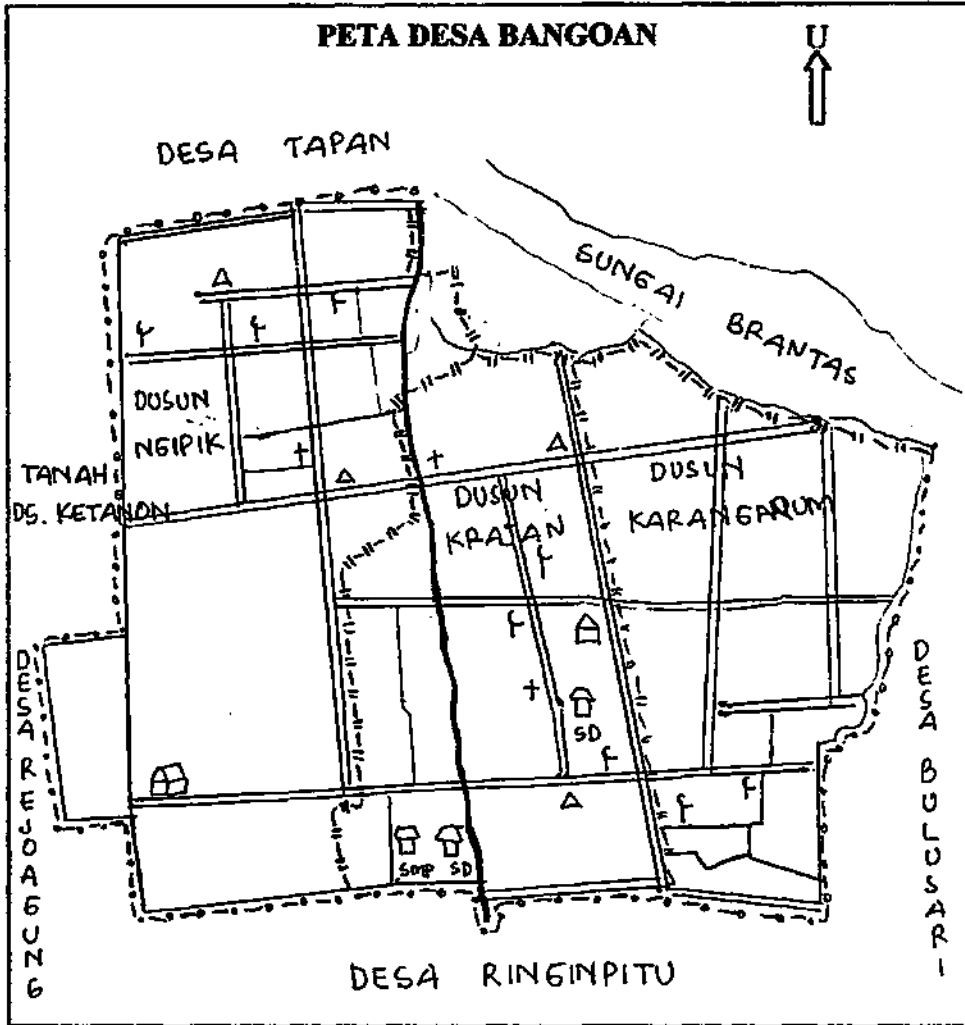 PETA DESA BANGOAN
U
DESA TAPAN
SUNGAI
BRANTAS
DUSUN
NGIPIK
TANAH
DS. KETANON
DUSUN
KRAJAN
DUSUN
KARANGARUM
DESA REJOAGUNG
SD
SMP
SD
DESA BULUSARI
DESA RINGINPITU